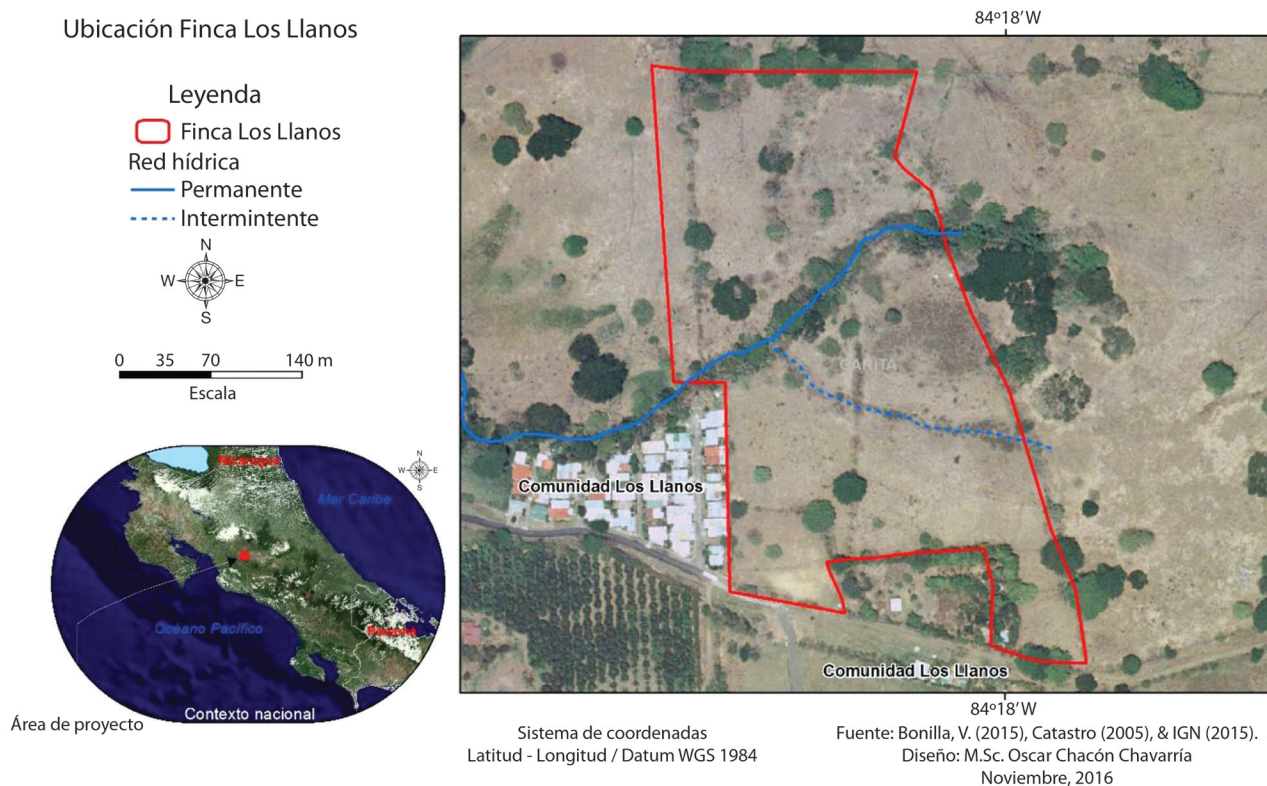 Ubicación Finca Los Llanos
Leyenda
Finca Los Llanos
Red hídrica
Permanente
Intermintente
N
W
E
S
0 35 70 140 m
Escala
Nicaragua
Mar Caribe
N
W
E
S
Océano Pacífico
Panamá
Contexto nacional
Área de proyecto
84º18’W
GARITA
Comunidad Los Llanos
Comunidad Los Llanos
84º18’W
Sistema de coordenadas
Latitud - Longitud / Datum WGS 1984
Fuente: Bonilla, V. (2015), Catastro (2005), & IGN (2015).
Diseño: M.Sc. Oscar Chacón Chavarría
Noviembre, 2016